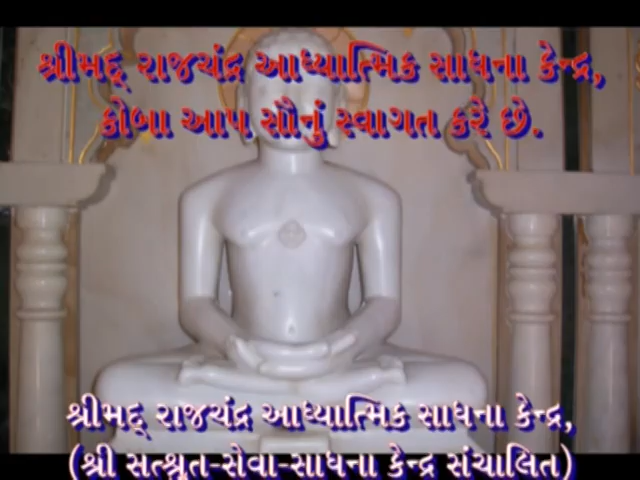 શ્રીમદ્ રાજચંદ્ર આધ્યાત્મિક સાધના કેન્દ્ર,
કોબા આપ સૌનું સ્વાગત કરે છે.
શ્રીમદ્ રાજચંદ્ર આધ્યાત્મિક સાધના કેન્દ્ર,
(શ્રી સત્શ્રુત-સેવા-સાધના કેન્દ્ર સંચાલિત)